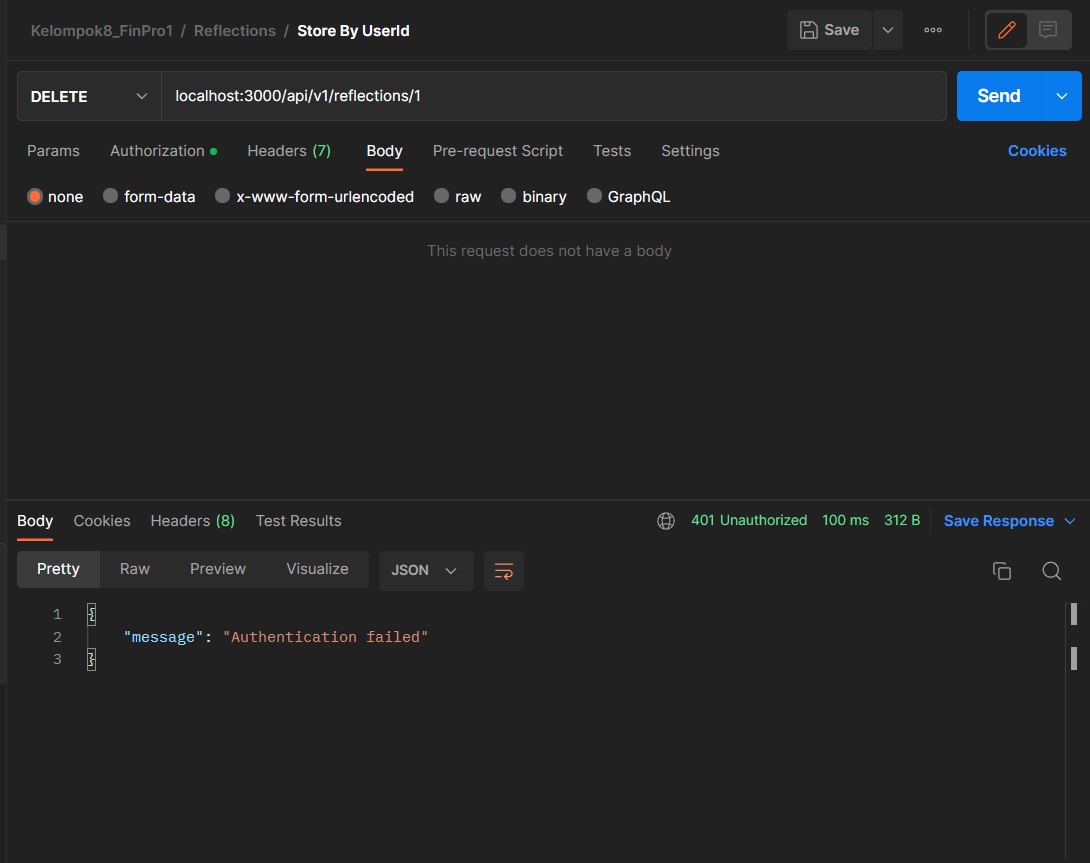 Kelompok8_FinPro1 / Reflections / Store By UserId Save
DELETE localhost:3000/api/v1/reflections/1 Send
Params Authorization Headers (7) Body Pre-request Script Tests Settings Cookies
none form-data x-www-form-urlencoded raw binary GraphQL
This request does not have a body
Body Cookies Headers (8) Test Results 401 Unauthorized 100 ms 312 B Save Response
Pretty Raw Preview Visualize JSON
1 {
2 "message": "Authentication failed"
3 }